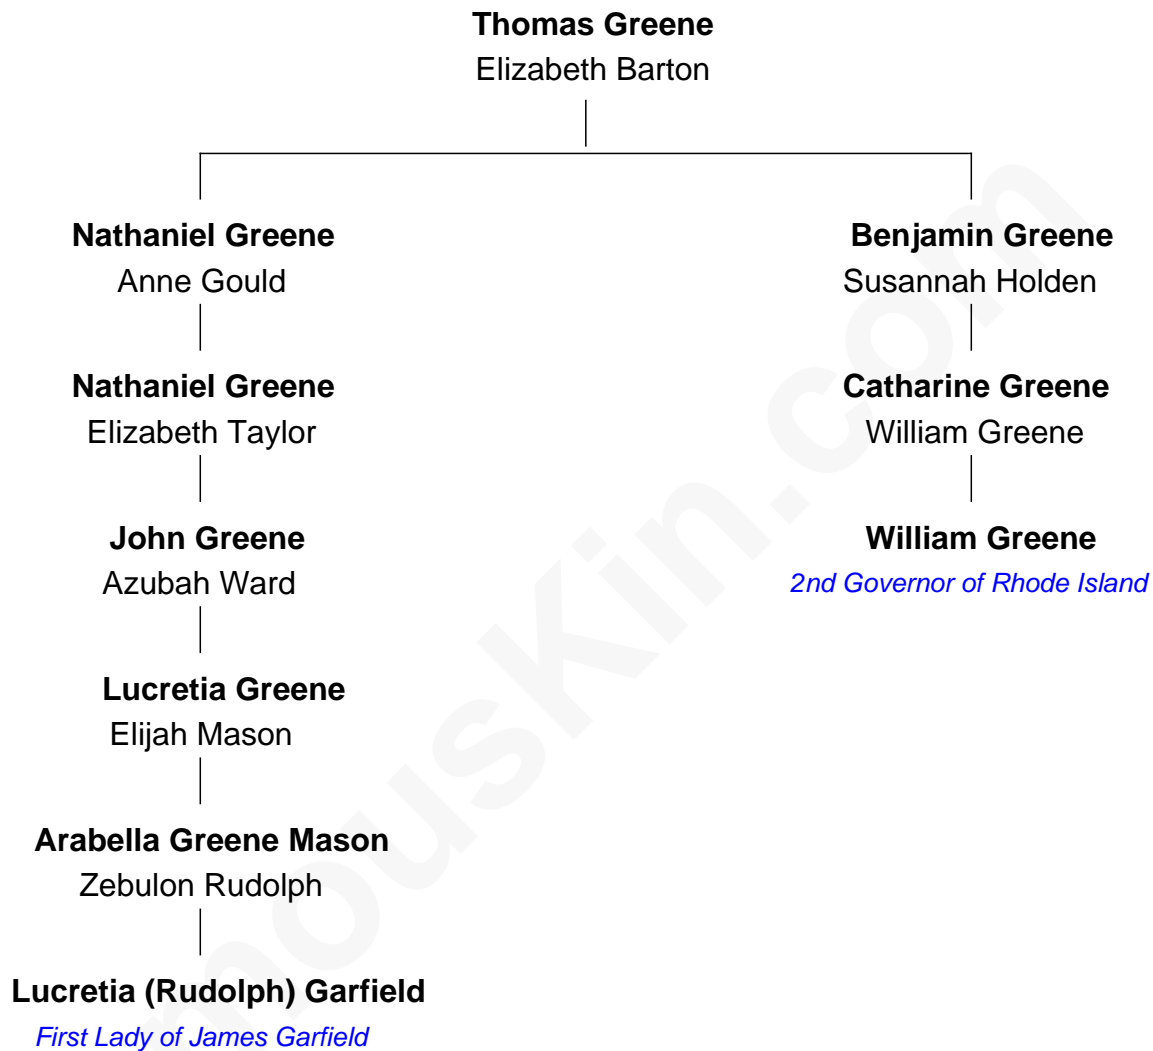 Thomas Greene
Elizabeth Barton
Nathaniel Greene
Anne Gould
Benjamin Greene
Susannah Holden
Nathaniel Greene
Elizabeth Taylor
Catharine Greene
William Greene
John Greene
Azubah Ward
William Greene
2nd Governor of Rhode Island
Lucretia Greene
Elijah Mason
Arabella Greene Mason
Zebulon Rudolph
Lucretia (Rudolph) Garfield
First Lady of James Garfield
mouskin.com